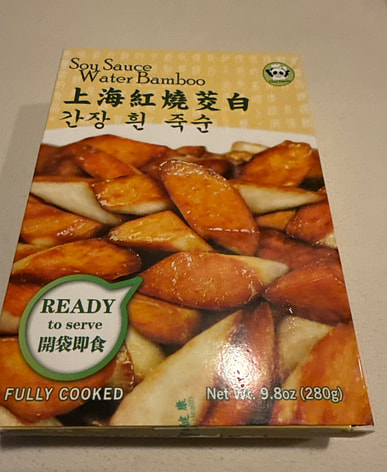 Soy Sauce
Water Bamboo
上海紅燒茭白
간장 흰 죽순
READY
to serve
開袋即食
FULLY COOKED
Net Wt. 9.8oz (280g)